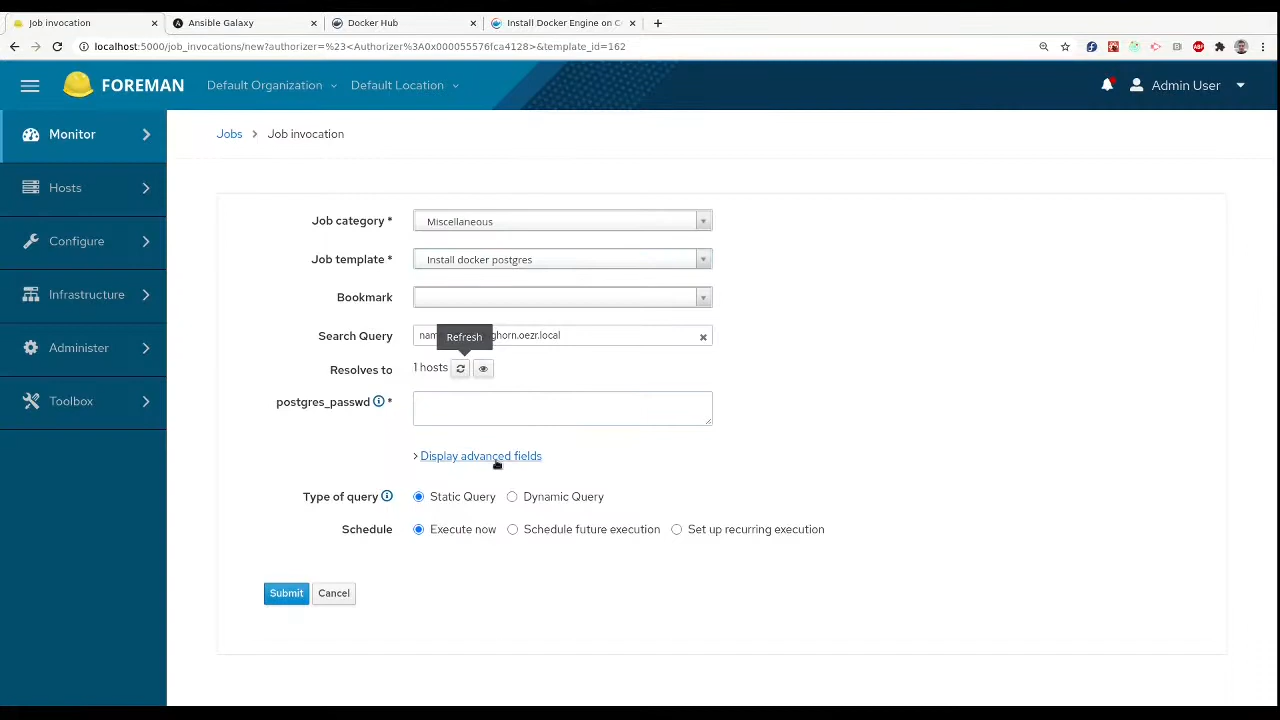 Job invocation
Ansible Galaxy
Docker Hub
Install Docker Engine on C
localhost:5000/job_invocations/new?authorizer=%23<Authorizer%3A0x000055576fca4128>&template_id=162
FOREMAN
Default Organization
Default Location
Admin User
Monitor
Hosts
Configure
Infrastructure
Administer
Toolbox
Jobs > Job invocation
Job category * Miscellaneous
Job template * Install docker postgres
Bookmark
Search Query ghorn.oezr.local
Refresh
Resolves to 1 hosts
postgres_passwd *
> Display advanced fields
Type of query Static Query Dynamic Query
Schedule Execute now Schedule future execution Set up recurring execution
Submit Cancel